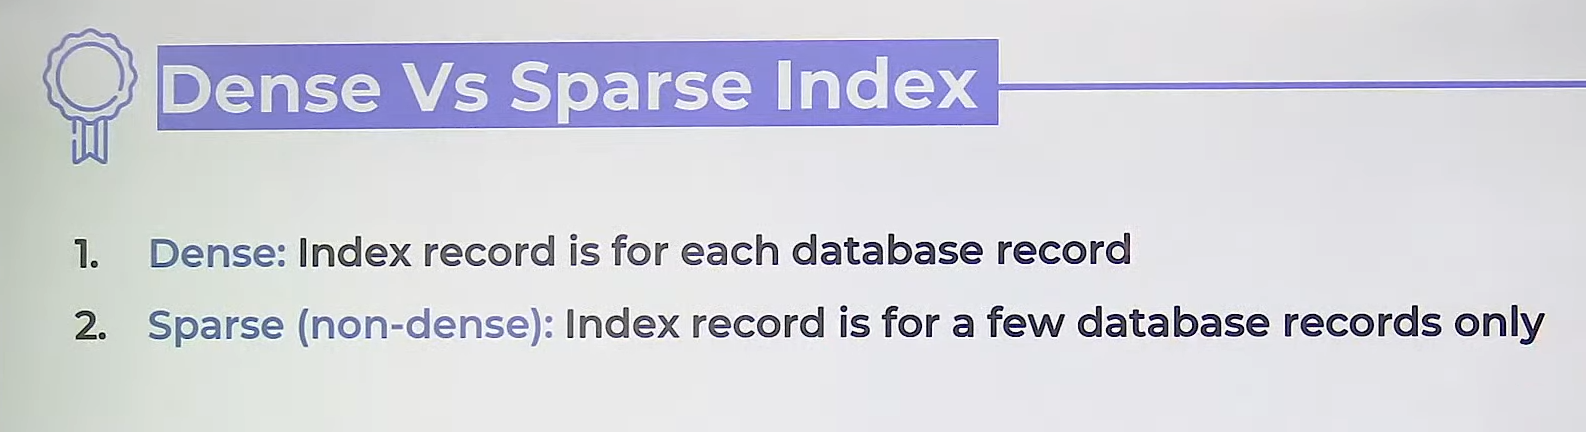 Dense Vs Sparse Index
1. Dense: Index record is for each database record
2. Sparse (non-dense): Index record is for a few database records only